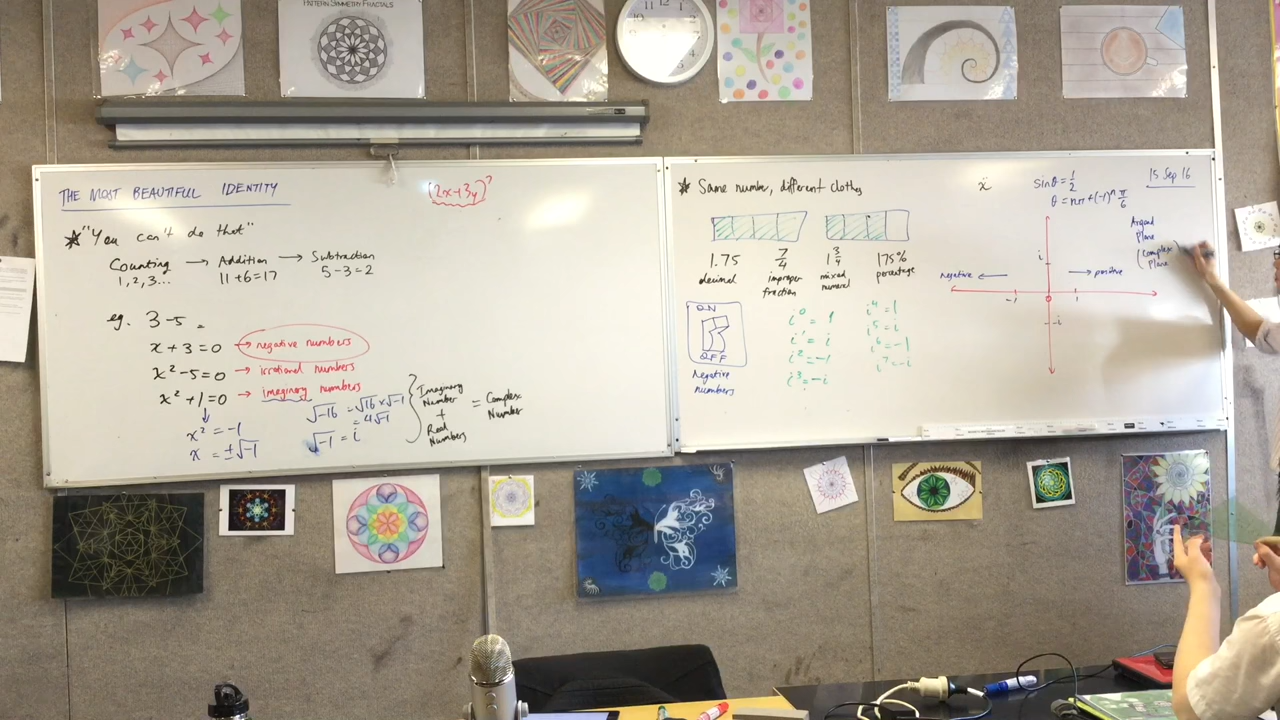 PATTERN SYMMETRY FRACTALS
THE MOST BEAUTIFUL IDENTITY
(2x+3y)⁷
* "You can't do that"
Counting → Addition → Subtraction
1, 2, 3... 11+6=17 5-3=2
eg. 3-5 =
x+3=0 → negative numbers
x²-5=0 → irrational numbers
x²+1=0 → imaginary numbers
x² = -1
x = ±√-1
√-16 = √16 × √-1
= 4√-1
√-1 = i
Imaginary
Number
+
Real
Numbers
= Complex
Number
* Same number, different clothes
1.75
decimal
7/4
improper
fraction
1 3/4
mixed
numeral
175%
percentage
ON
OFF
Negative
numbers
i⁰ = 1
i¹ = i
i² = -1
i³ = -i
i⁴ = 1
i⁵ = i
i⁶ = -1
i⁷ = -i
ẍ
sinθ = 1/2
θ = nπ+(-1)ⁿ π/6
15 Sep 16
Argand
plane
(Complex
plane)
negative ← → positive
i
-1 0 1
-i